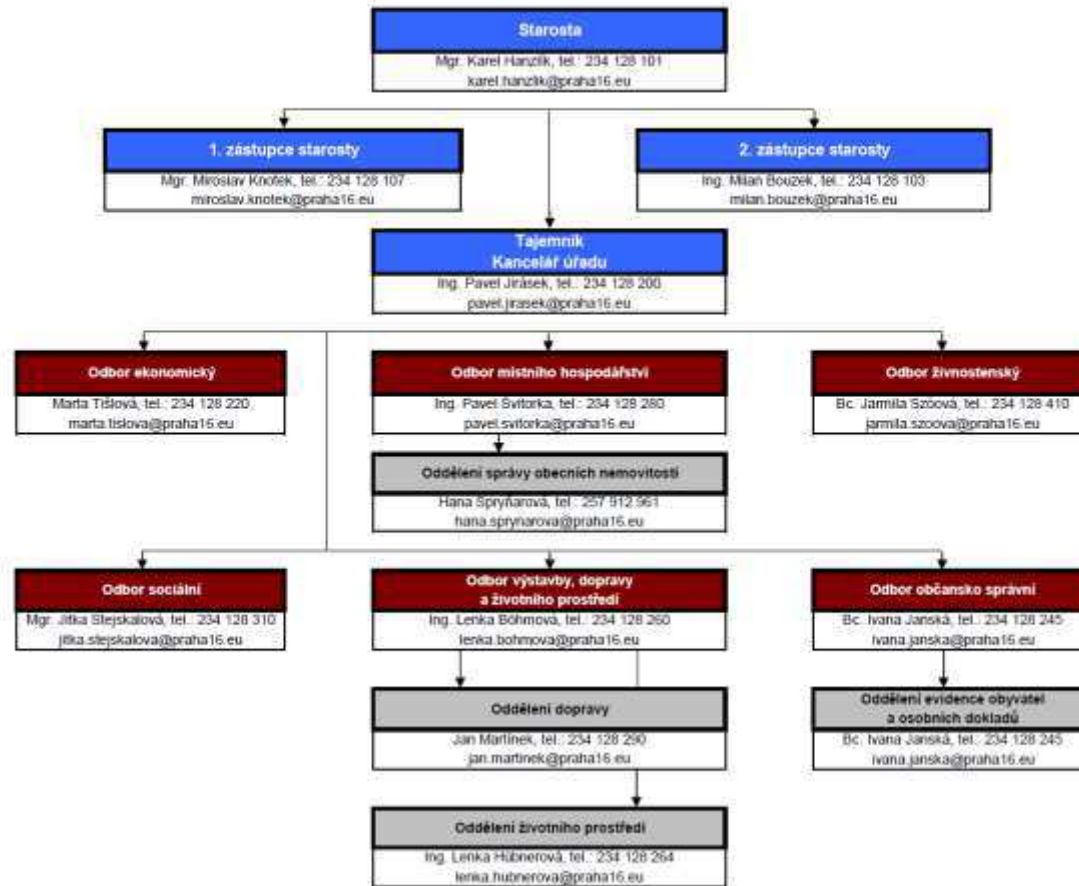 Starosta
Mgr. Karel Hanzlík, tel.: 234 128 101
karel.hanzlik@praha16.eu
1. zástupce starosty
Mgr. Miroslav Knotek, tel.: 234 128 107
miroslav.knotek@praha16.eu
2. zástupce starosty
Ing. Milan Bouzek, tel.: 234 128 103
milan.bouzek@praha16.eu
Tajemník
Kancelář úřadu
Ing. Pavel Jirásek, tel.: 234 128 200
pavel.jirasek@praha16.eu
Odbor ekonomický
Marta Tišlová, tel.: 234 128 220
marta.tislova@praha16.eu
Odbor místního hospodářství
Ing. Pavel Svitorka, tel.: 234 128 280
pavel.svitorka@praha16.eu
Odbor živnostenský
Bc. Jarmila Szóová, tel.: 234 128 410
jarmila.szoova@praha16.eu
Oddělení správy obecních nemovitostí
Hana Spryňarová, tel.: 257 912 961
hana.sprynarova@praha16.eu
Odbor sociální
Mgr. Jitka Stejskalová, tel.: 234 128 310
jitka.stejskalova@praha16.eu
Odbor výstavby, dopravy
a životního prostředí
Ing. Lenka Böhmová, tel.: 234 128 260
lenka.bohmova@praha16.eu
Odbor občansko správní
Bc. Ivana Janská, tel.: 234 128 245
ivana.janska@praha16.eu
Oddělení dopravy
Jan Martínek, tel.: 234 128 290
jan.martinek@praha16.eu
Oddělení evidence obyvatel
a osobních dokladů
Bc. Ivana Janská, tel.: 234 128 245
ivana.janska@praha16.eu
Oddělení životního prostředí
Ing. Lenka Hübnerová, tel.: 234 128 264
lenka.hubnerova@praha16.eu